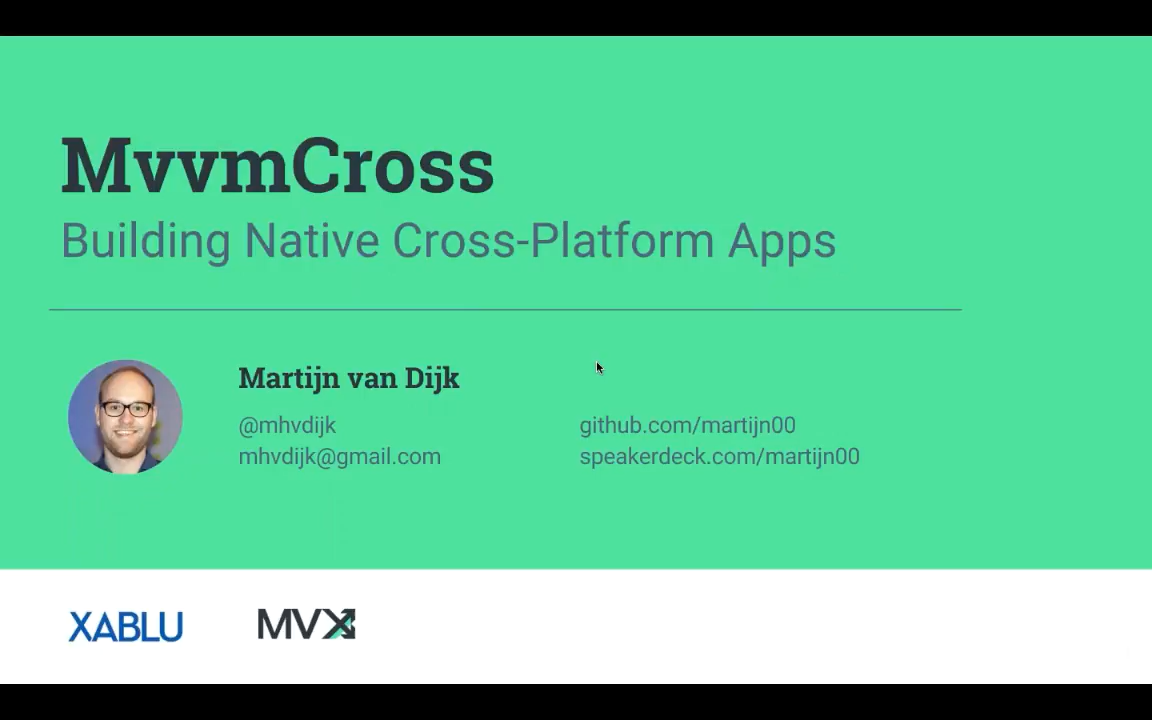 MvvmCross
Building Native Cross-Platform Apps
Martijn van Dijk
@mhvdijk
github.com/martijn00
mhvdijk@gmail.com
speakerdeck.com/martijn00
XABLU
MVX